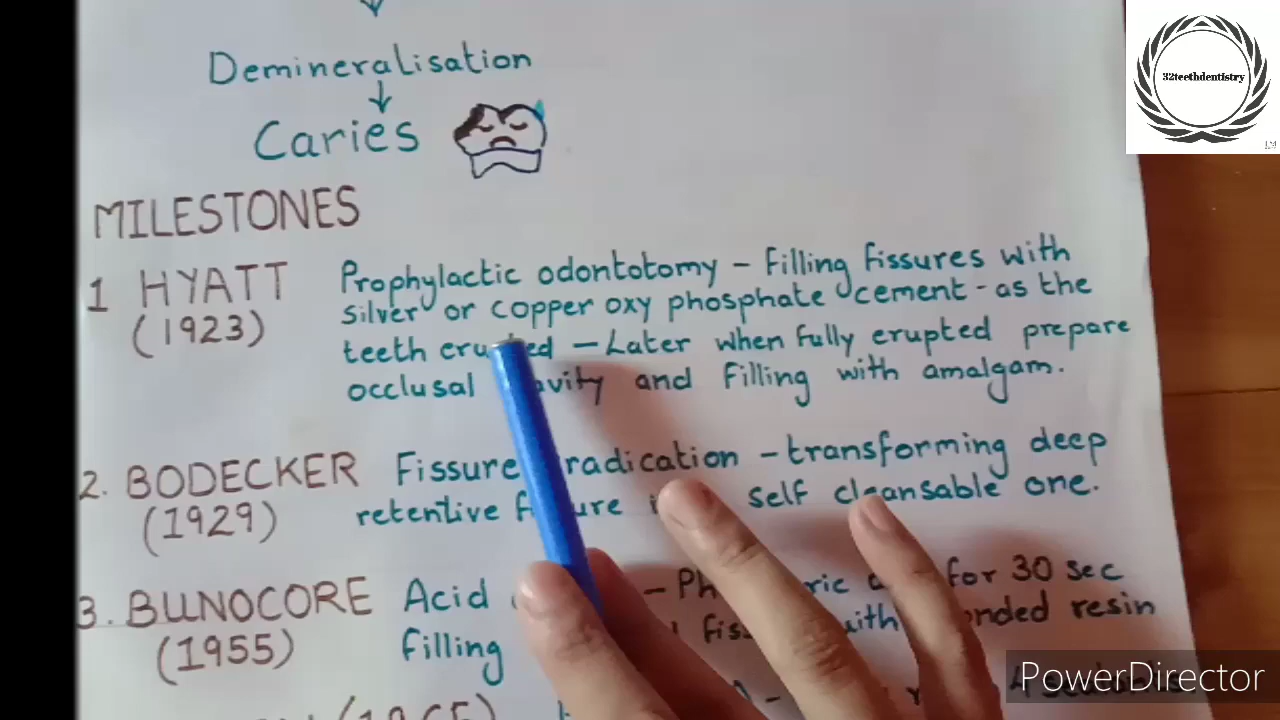 32teethdentistry
Demineralisation
Caries
MILESTONES
1 HYATT Prophylactic odontotomy - Filling fissures with
(1923) silver or copper oxy phosphate cement - as the
teeth erupted - Later when fully erupted prepare
occlusal cavity and filling with amalgam.
2. BODECKER Fissure eradication - transforming deep
(1929) retentive self cleansable one.
3. BUNOCORE Acid - for 30 sec
(1955) filling with resin
PowerDirector